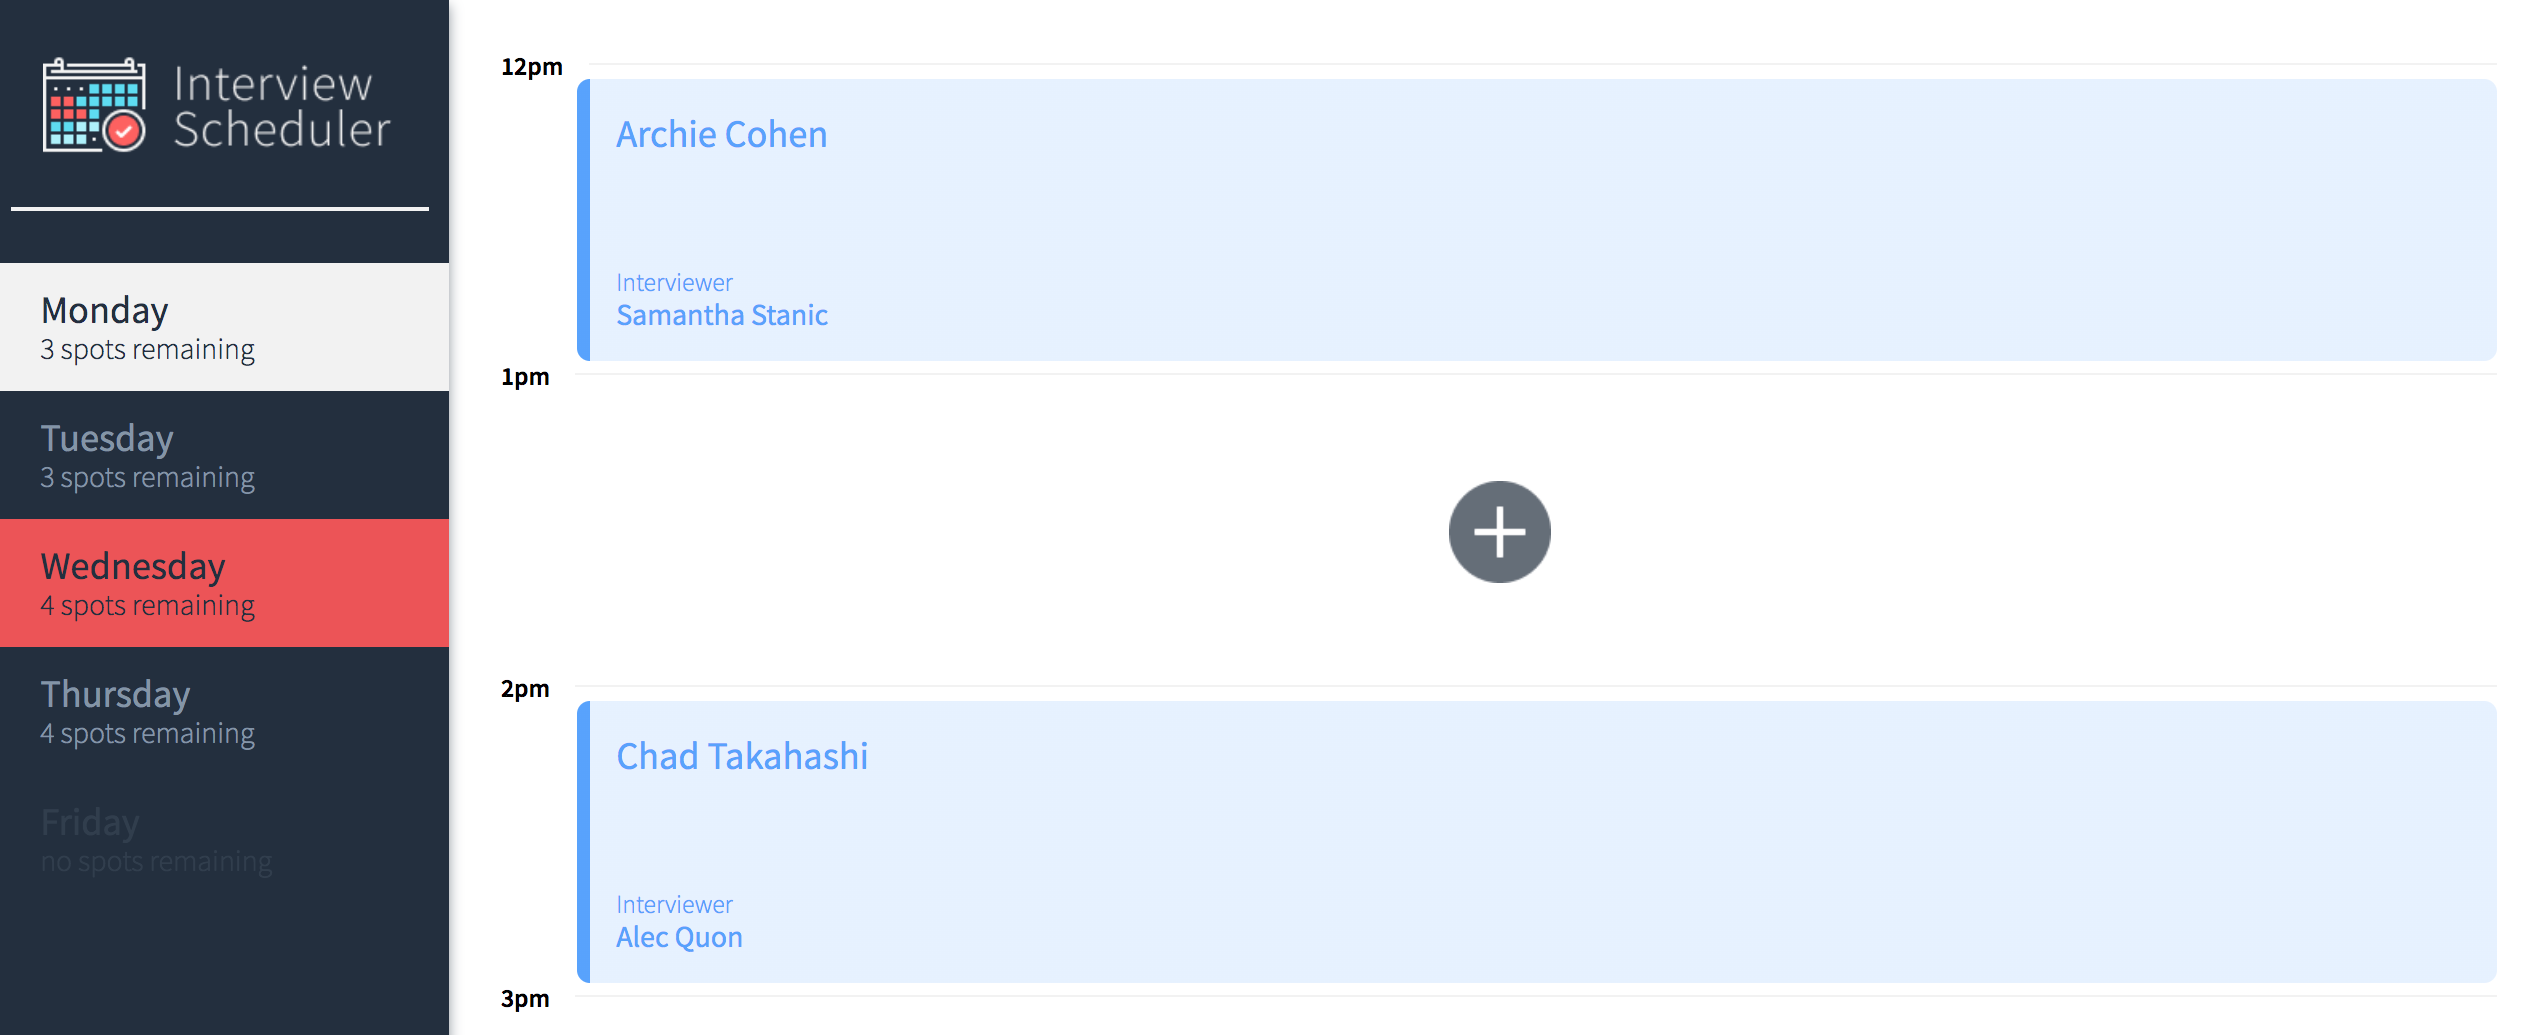 Interview
Scheduler
Monday
3 spots remaining
Tuesday
3 spots remaining
Wednesday
4 spots remaining
Thursday
4 spots remaining
Friday
no spots remaining
12pm
Archie Cohen
Interviewer
Samantha Stanic
1pm
2pm
Chad Takahashi
Interviewer
Alec Quon
3pm